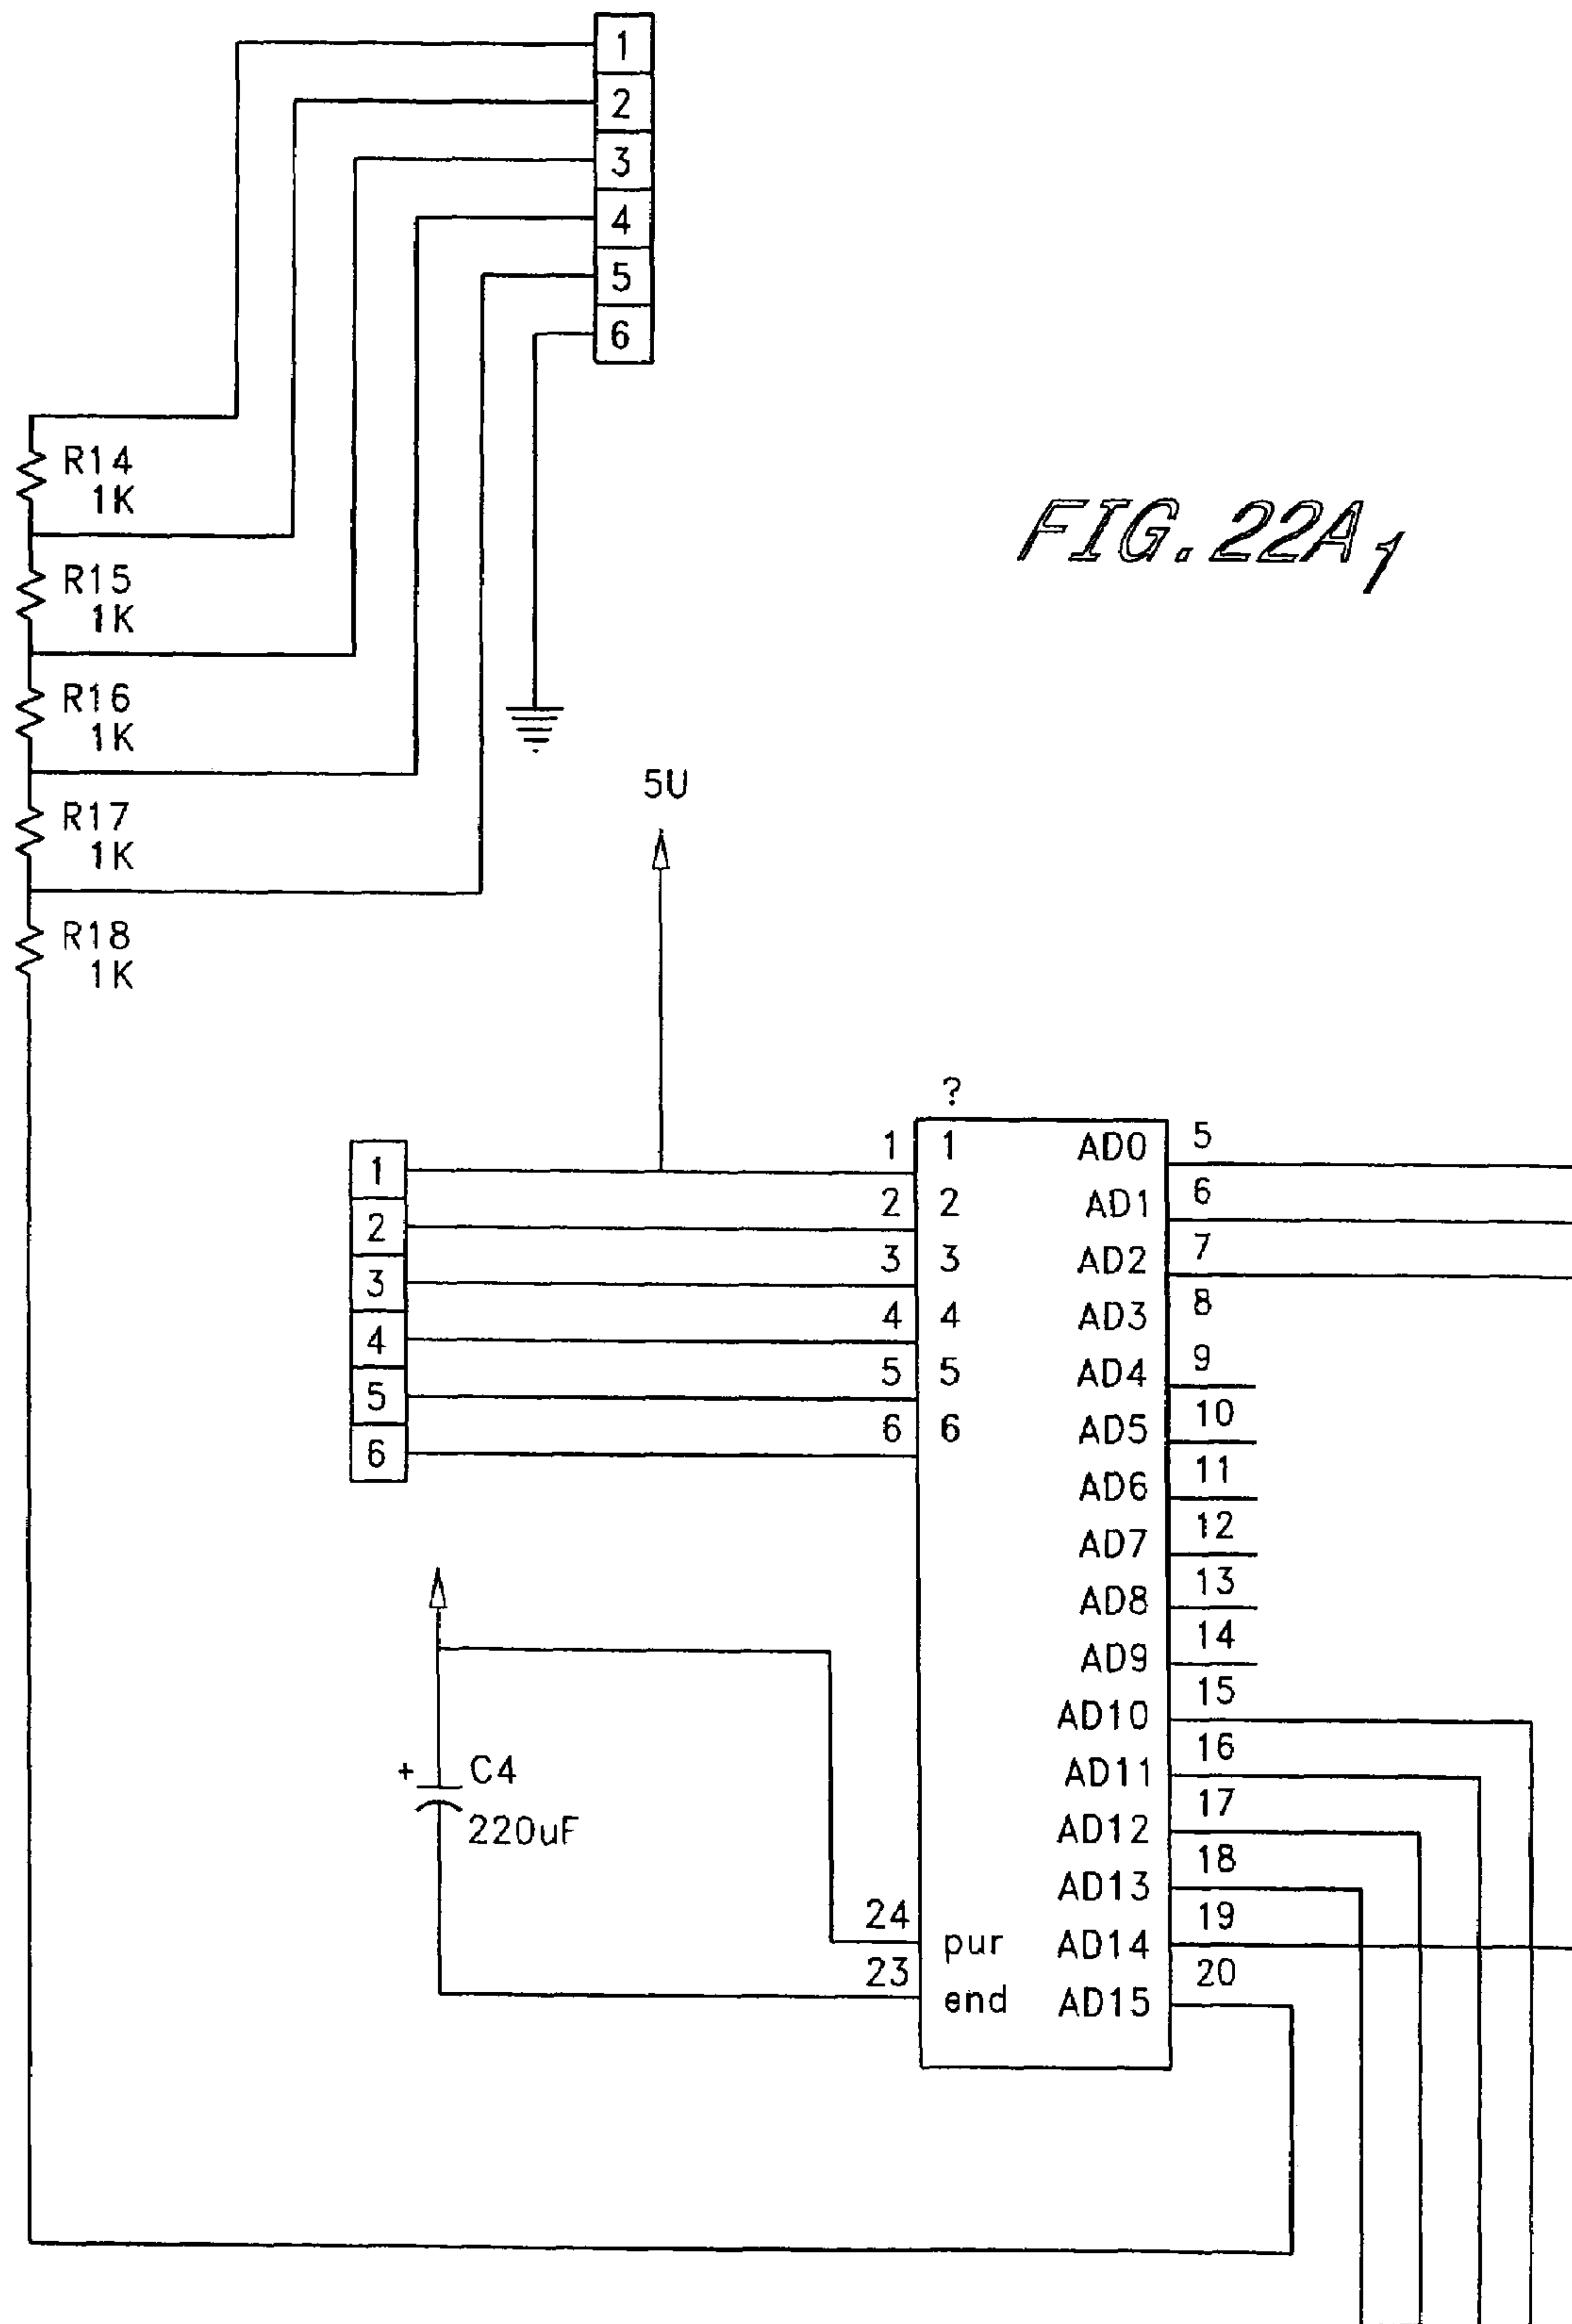 1
2
3
4
5
6
R14
1K
R15
1K
R16
1K
R17
1K
R18
1K
FIG. 22A1
5U
?
1
2
3
4
5
6
1 1 AD0 5
2 2 AD1 6
3 3 AD2 7
4 4 AD3 8
5 5 AD4 9
6 6 AD5 10
AD6 11
AD7 12
AD8 13
AD9 14
AD10 15
AD11 16
AD12 17
AD13 18
24 pur AD14 19
23 end AD15 20
+ C4
220uF